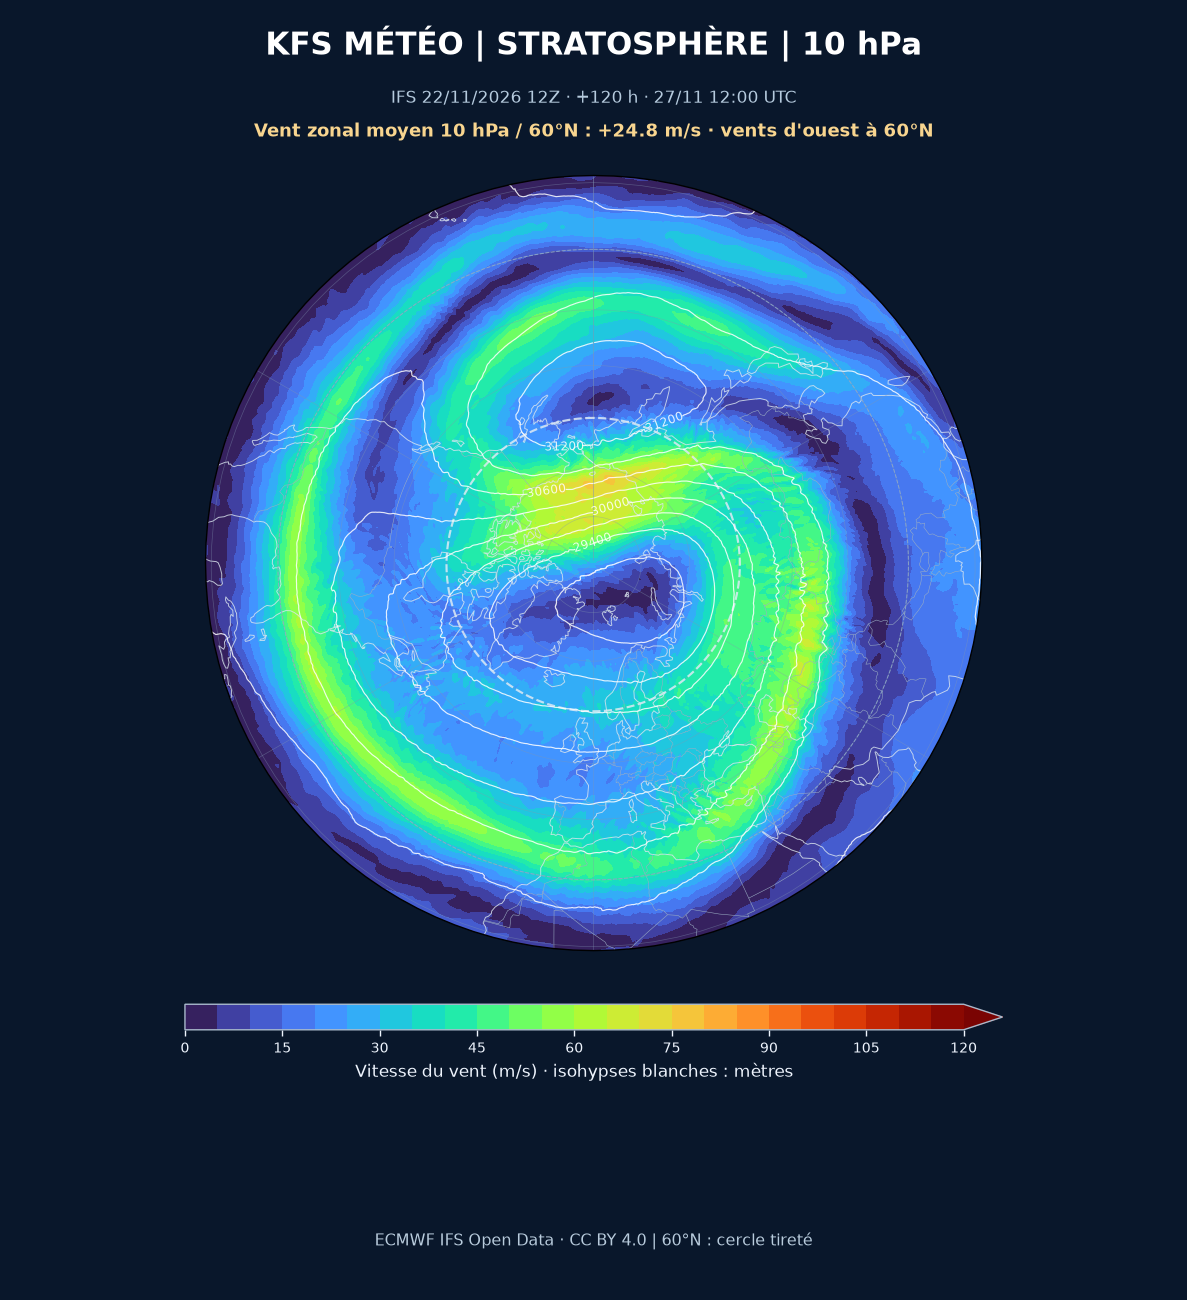 KFS MÉTÉO | STRATOSPHÈRE | 10 hPa
IFS 22/11/2026 12Z · +120 h · 27/11 12:00 UTC
Vent zonal moyen 10 hPa / 60°N : +24.8 m/s · vents d'ouest à 60°N
31200
31200
30600
30000
29400
0 15 30 45 60 75 90 105 120
Vitesse du vent (m/s) · isohypses blanches : mètres
ECMWF IFS Open Data · CC BY 4.0 | 60°N : cercle tireté